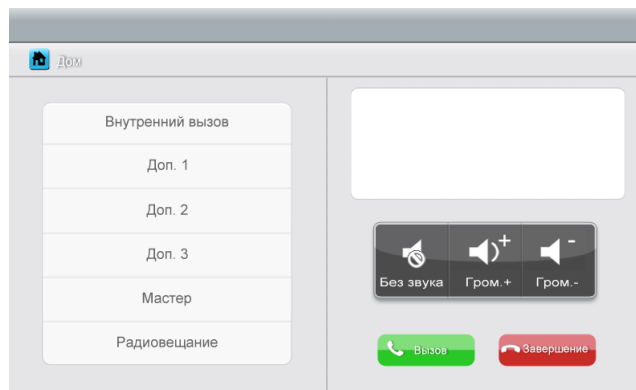 Дом
Внутренний вызов
Доп. 1
Доп. 2
Доп. 3
Мастер
Радиовещание
Без звука
Гром.+
Гром.-
Вызов
Завершение